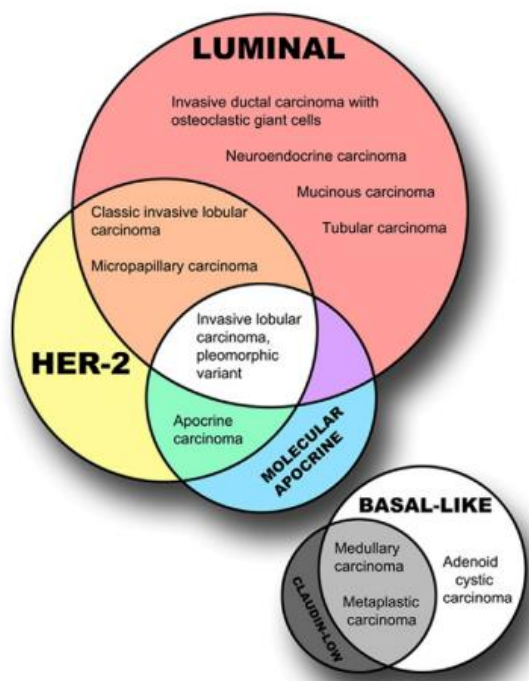 LUMINAL
Invasive ductal carcinoma wiith
osteoclastic giant cells
Neuroendocrine carcinoma
Mucinous carcinoma
Tubular carcinoma
Classic invasive lobular
carcinoma
Micropapillary carcinoma
HER-2
Invasive lobular
carcinoma,
pleomorphic
variant
Apocrine
carcinoma
MOLECULAR
APOCRINE
BASAL-LIKE
Medullary
carcinoma
Metaplastic
carcinoma
Adenoid
cystic
carcinoma
CLAUDIN-LOW